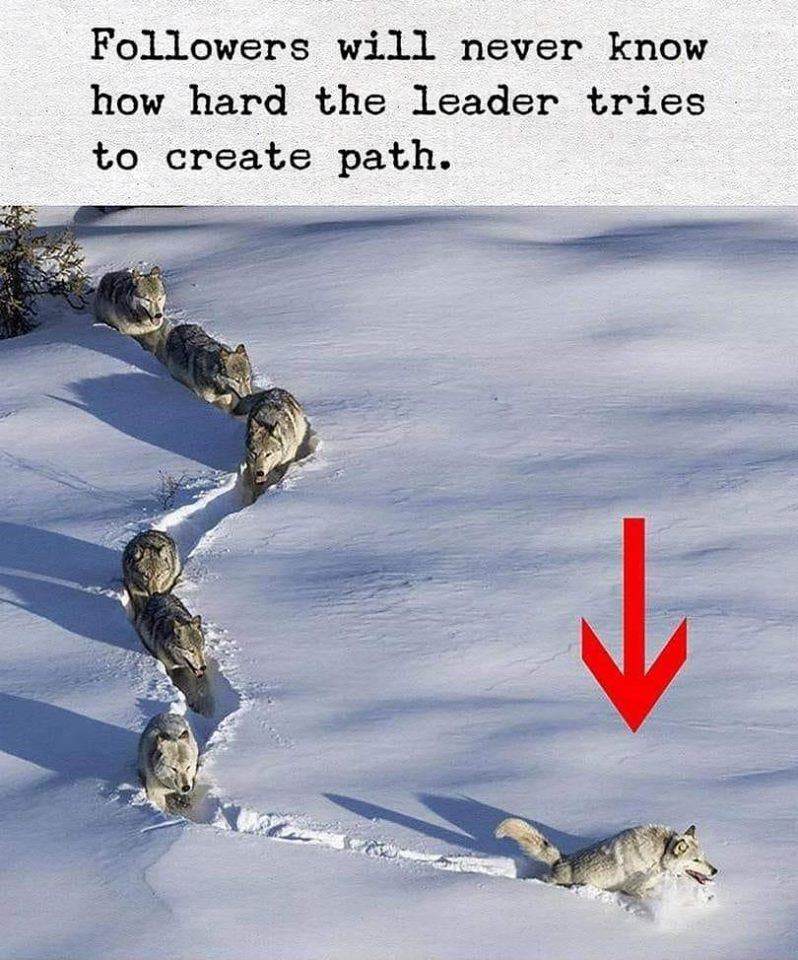 Followers will never know
how hard the leader tries
to create path.